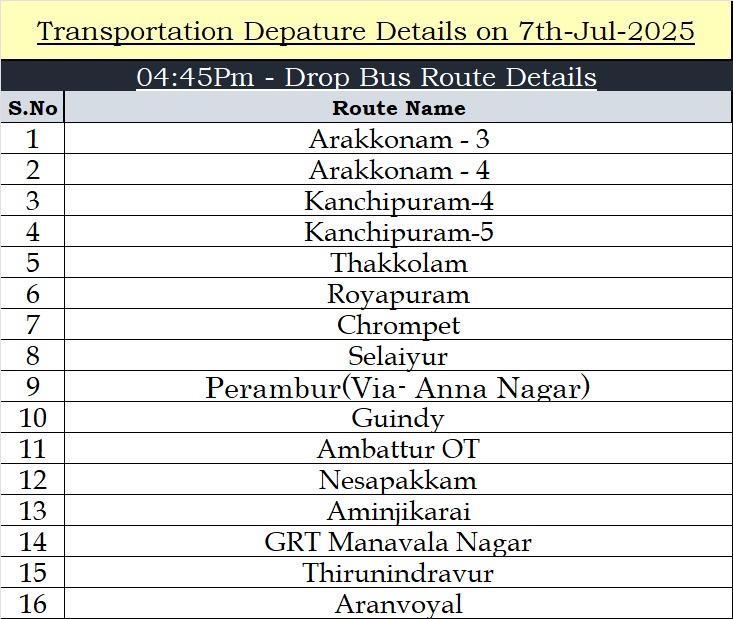 Transportation Depature Details on 7th-Jul-2025
04:45Pm - Drop Bus Route Details
S.No Route Name
1 Arakkonam - 3
2 Arakkonam - 4
3 Kanchipuram-4
4 Kanchipuram-5
5 Thakkolam
6 Royapuram
7 Chrompet
8 Selaiyur
9 Perambur(Via- Anna Nagar)
10 Guindy
11 Ambattur OT
12 Nesapakkam
13 Aminjikarai
14 GRT Manavala Nagar
15 Thirunindravur
16 Aranvoyal